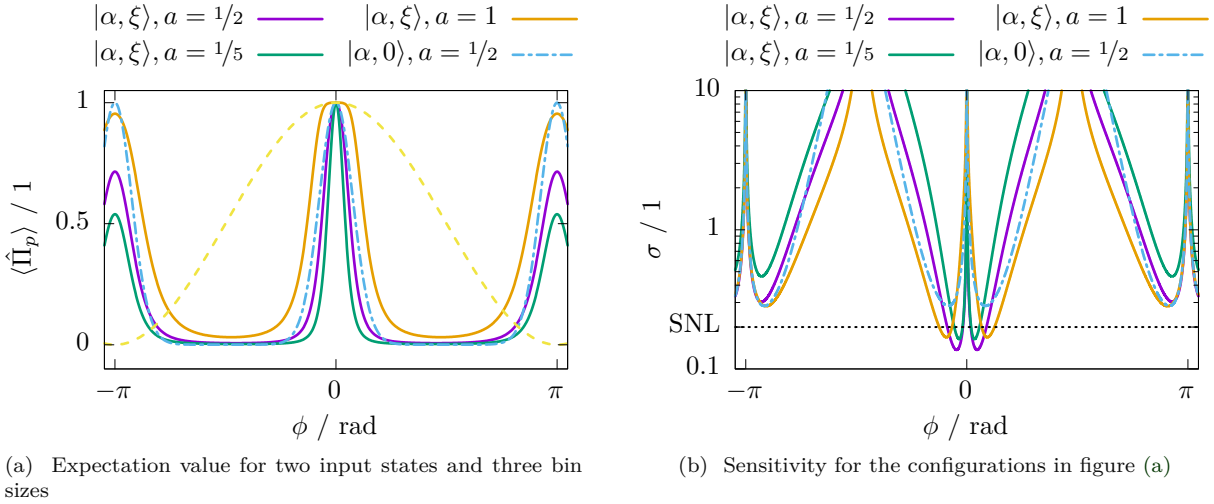 |α, ξ⟩, a = 1/2
|α, ξ⟩, a = 1
|α, ξ⟩, a = 1/5
|α, 0⟩, a = 1/2
1
0.5
0
⟨Π̂ₚ⟩ / 1
−π
0
π
ϕ / rad
(a) Expectation value for two input states and three bin
sizes
|α, ξ⟩, a = 1/2
|α, ξ⟩, a = 1
|α, ξ⟩, a = 1/5
|α, 0⟩, a = 1/2
10
1
SNL
0.1
σ / 1
−π
0
π
ϕ / rad
(b) Sensitivity for the configurations in figure (a)